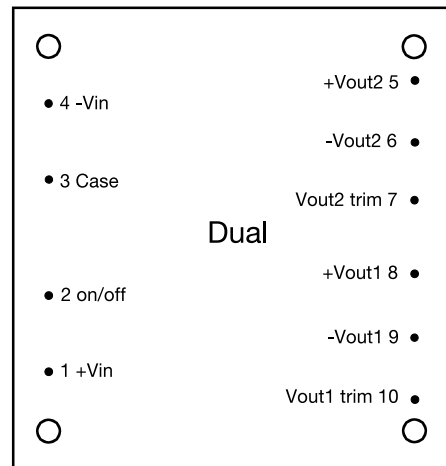 +Vout2 5
4 -Vin
-Vout2 6
3 Case
Vout2 trim 7
Dual
+Vout1 8
2 on/off
-Vout1 9
1 +Vin
Vout1 trim 10